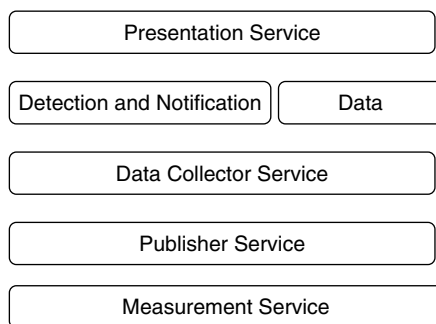 Presentation Service
Detection and Notification Data
Data Collector Service
Publisher Service
Measurement Service